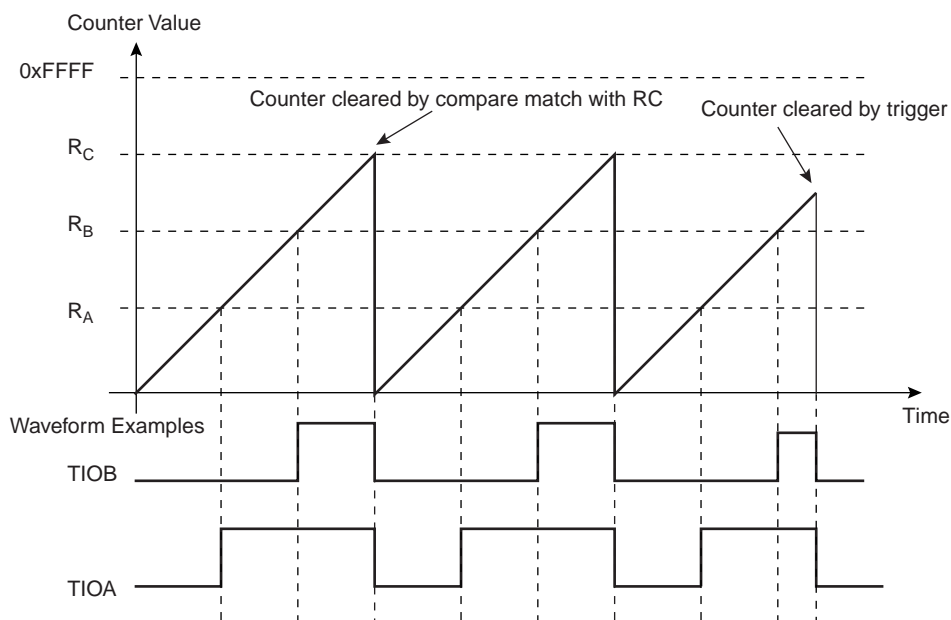 Counter Value
0xFFFF
Counter cleared by compare match with RC
Counter cleared by trigger
RC
RB
RA
Time
Waveform Examples
TIOB
TIOA